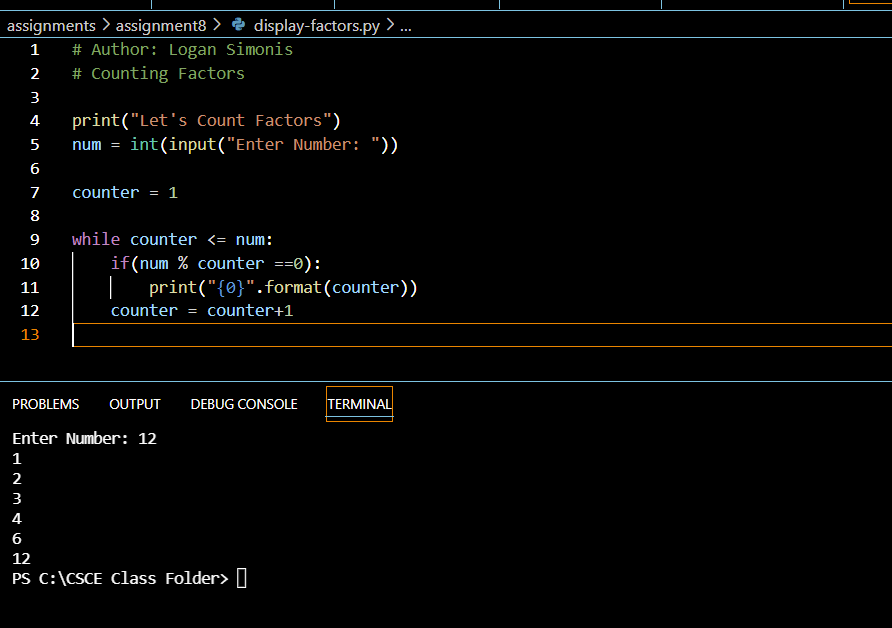 assignments > assignment8 > display-factors.py > ...
1 # Author: Logan Simonis
2 # Counting Factors
3
4 print("Let's Count Factors")
5 num = int(input("Enter Number: "))
6
7 counter = 1
8
9 while counter <= num:
10     if(num % counter ==0):
11         print("{0}".format(counter))
12     counter = counter+1
13
PROBLEMS OUTPUT DEBUG CONSOLE TERMINAL
Enter Number: 12
1
2
3
4
6
12
PS C:\CSCE Class Folder>